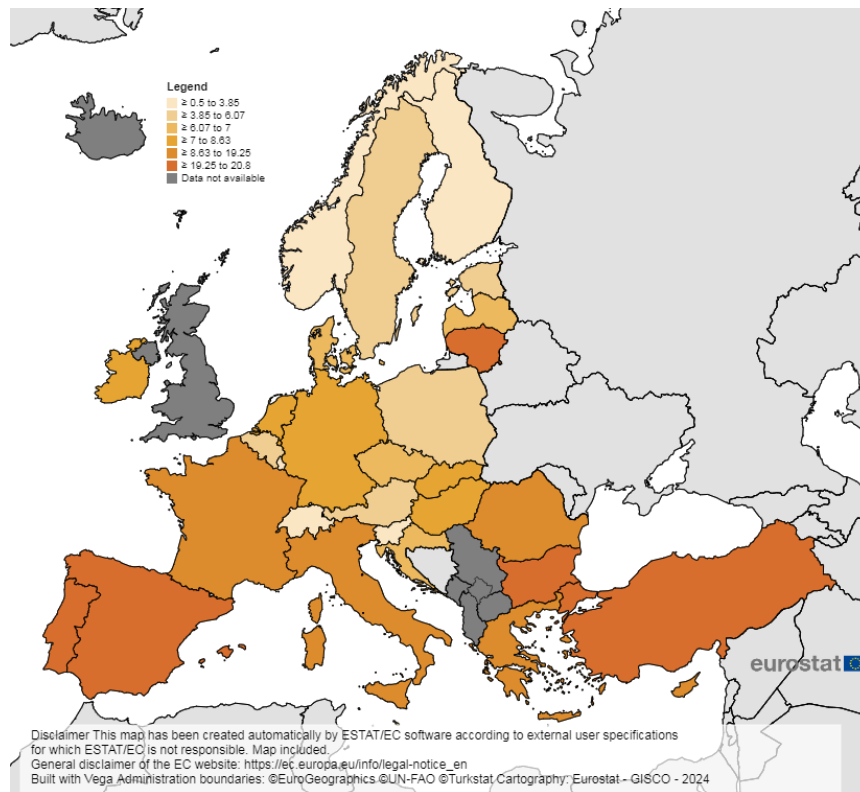 Legend
≥ 0.5 to 3.85
≥ 3.85 to 6.07
≥ 6.07 to 7
≥ 7 to 8.63
≥ 8.63 to 19.25
≥ 19.25 to 20.8
Data not available
eurostat
Disclaimer This map has been created automatically by ESTAT/EC software according to external user specifications
for which ESTAT/EC is not responsible. Map included.
General disclaimer of the EC website: https://ec.europa.eu/info/legal-notice_en
Built with Vega Administration boundaries: ©EuroGeographics ©UN-FAO ©Turkstat Cartography: Eurostat - GISCO - 2024